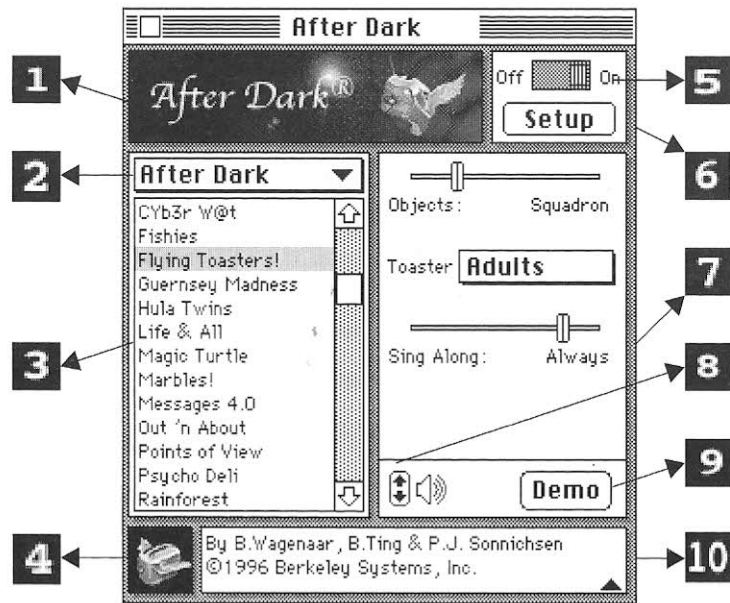 After Dark
1
After Dark®
Off On
5
Setup
6
2
After Dark
CYb3r W@t
Fishies
Flying Toasters!
Guernsey Madness
Hula Twins
Life & All
Magic Turtle
Marbles!
Messages 4.0
Out 'n About
Points of View
Psycho Deli
Rainforest
3
Objects: Squadron
Toaster Adults
7
Sing Along: Always
8
Demo
9
4
By B.Wagenaar, B.Ting & P.J. Sonnichsen
©1996 Berkeley Systems, Inc.
10